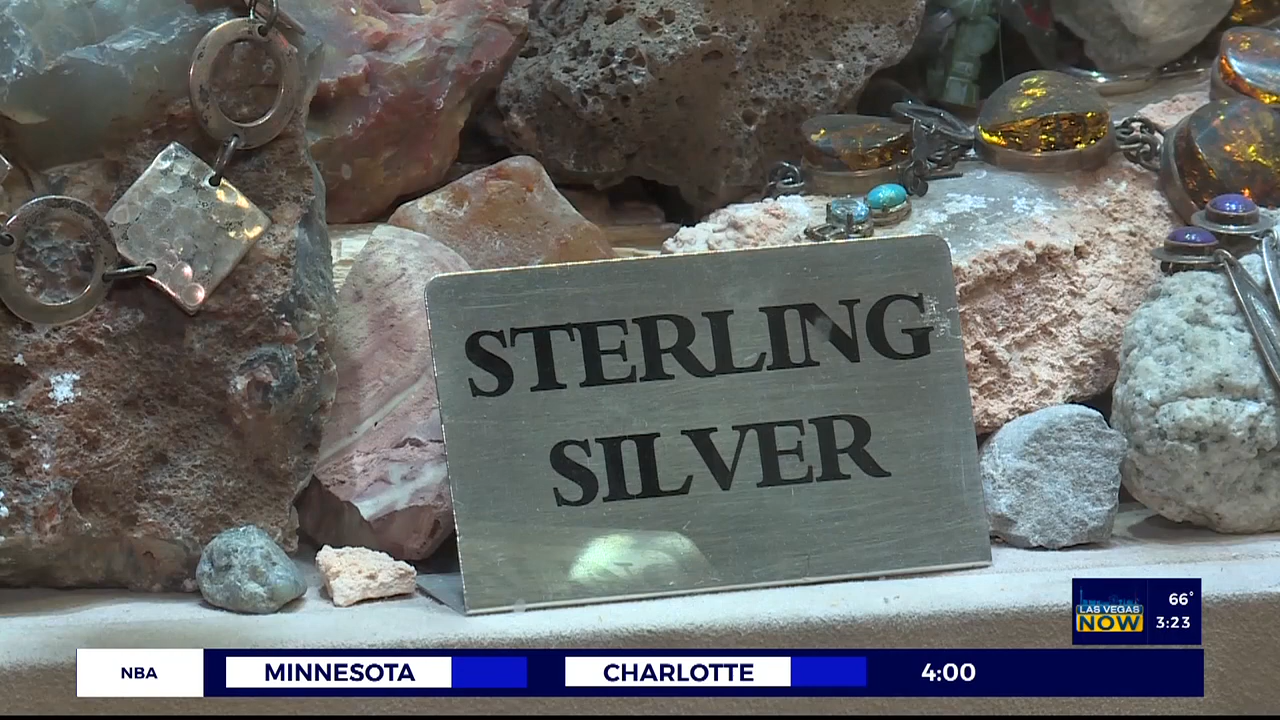 STERLING
SILVER
LAS VEGAS
NOW
66°
3:23
NBA
MINNESOTA
CHARLOTTE
4:00